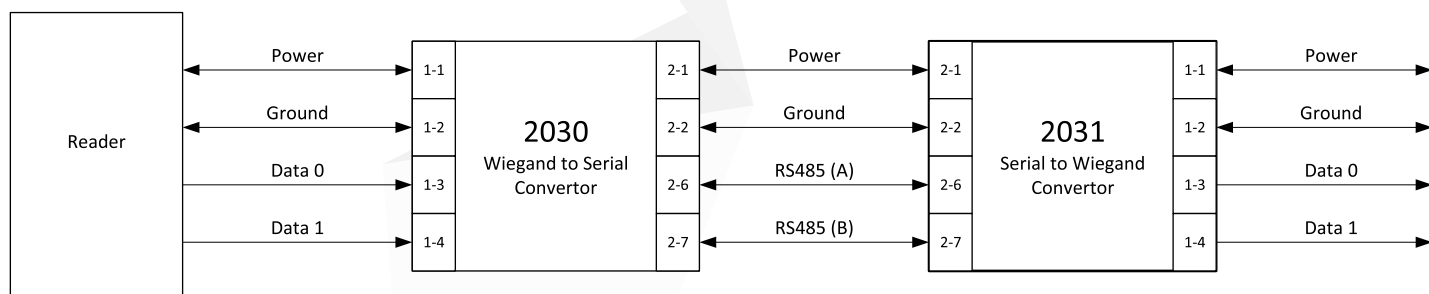 Power
Power
Power
1-1
2-1
2-1
1-1
Ground
Ground
Ground
1-2
2-2
2-2
1-2
Reader
2030
Wiegand to Serial
Convertor
2031
Serial to Wiegand
Convertor
Data 0
RS485 (A)
Data 0
1-3
2-6
2-6
1-3
Data 1
RS485 (B)
Data 1
1-4
2-7
2-7
1-4